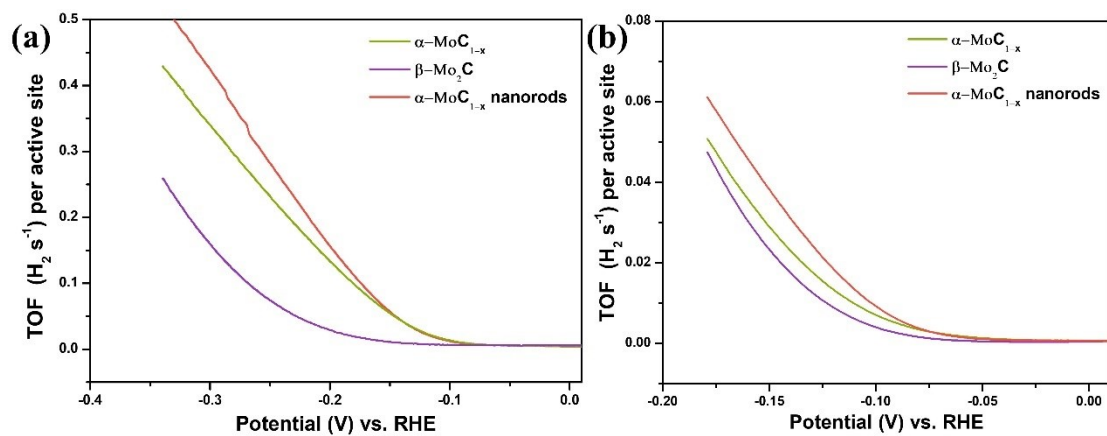 (a)
α-MoC1-x
β-Mo2C
α-MoC1-x nanorods
TOF (H2 s-1) per active site
0.5
0.4
0.3
0.2
0.1
0.0
-0.4
-0.3
-0.2
-0.1
0.0
Potential (V) vs. RHE
(b)
α-MoC1-x
β-Mo2C
α-MoC1-x nanorods
TOF (H2 s-1) per active site
0.08
0.06
0.04
0.02
0.00
-0.20
-0.15
-0.10
-0.05
0.00
Potential (V) vs. RHE